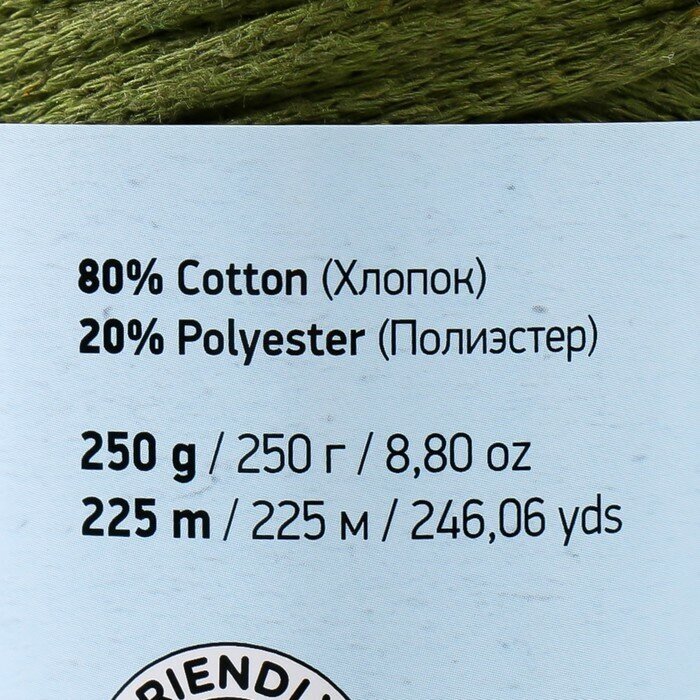 80% Cotton (Хлопок)
20% Polyester (Полиэстер)
250 g / 250 г / 8,80 oz
225 m / 225 м / 246,06 yds